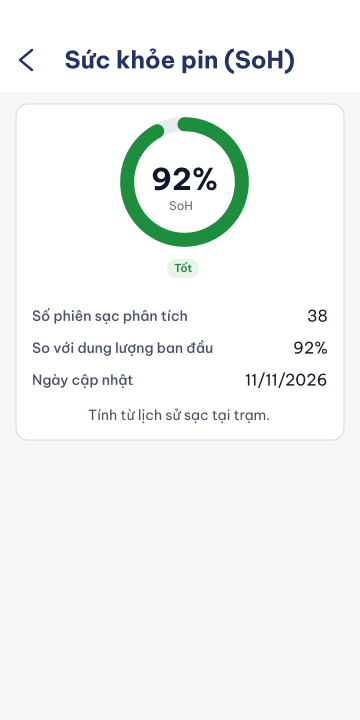 Sức khỏe pin (SoH)
92%
SoH
Tốt
Số phiên sạc phân tích 38
So với dung lượng ban đầu 92%
Ngày cập nhật 11/11/2026
Tính từ lịch sử sạc tại trạm.